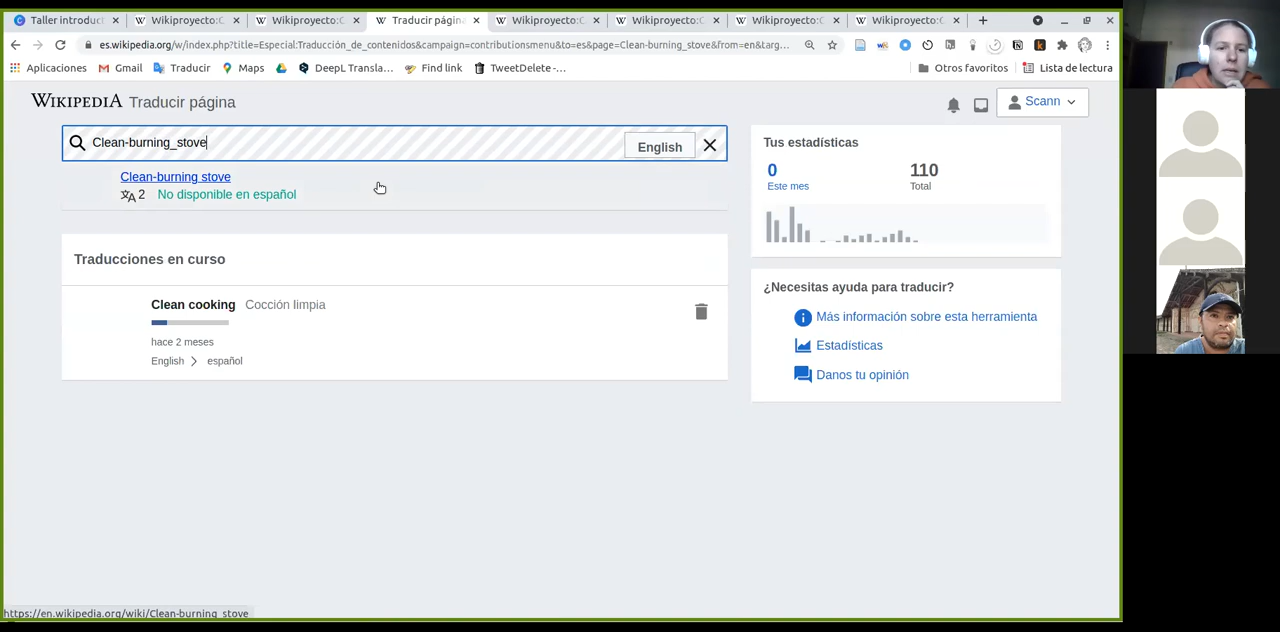 Taller introduct
Wikiproyecto:C
Wikiproyecto:C
Traducir página
Wikiproyecto:C
Wikiproyecto:C
Wikiproyecto:C
Wikiproyecto:C
es.wikipedia.org/w/index.php?title=Especial:Traducción_de_contenidos&campaign=contributionsmenu&to=es&page=Clean-burning_stove&from=en&targ...
Aplicaciones
Gmail
Traducir
Maps
DeepL Transla...
Find link
TweetDelete -...
Otros favoritos
Lista de lectura
WIKIPEDIA Traducir página
Scann
Clean-burning_stove
English
Clean-burning stove
2 No disponible en español
Traducciones en curso
Clean cooking Cocción limpia
hace 2 meses
English > español
Tus estadísticas
0 110
Este mes Total
¿Necesitas ayuda para traducir?
Más información sobre esta herramienta
Estadísticas
Danos tu opinión
https://en.wikipedia.org/wiki/Clean-burning_stove